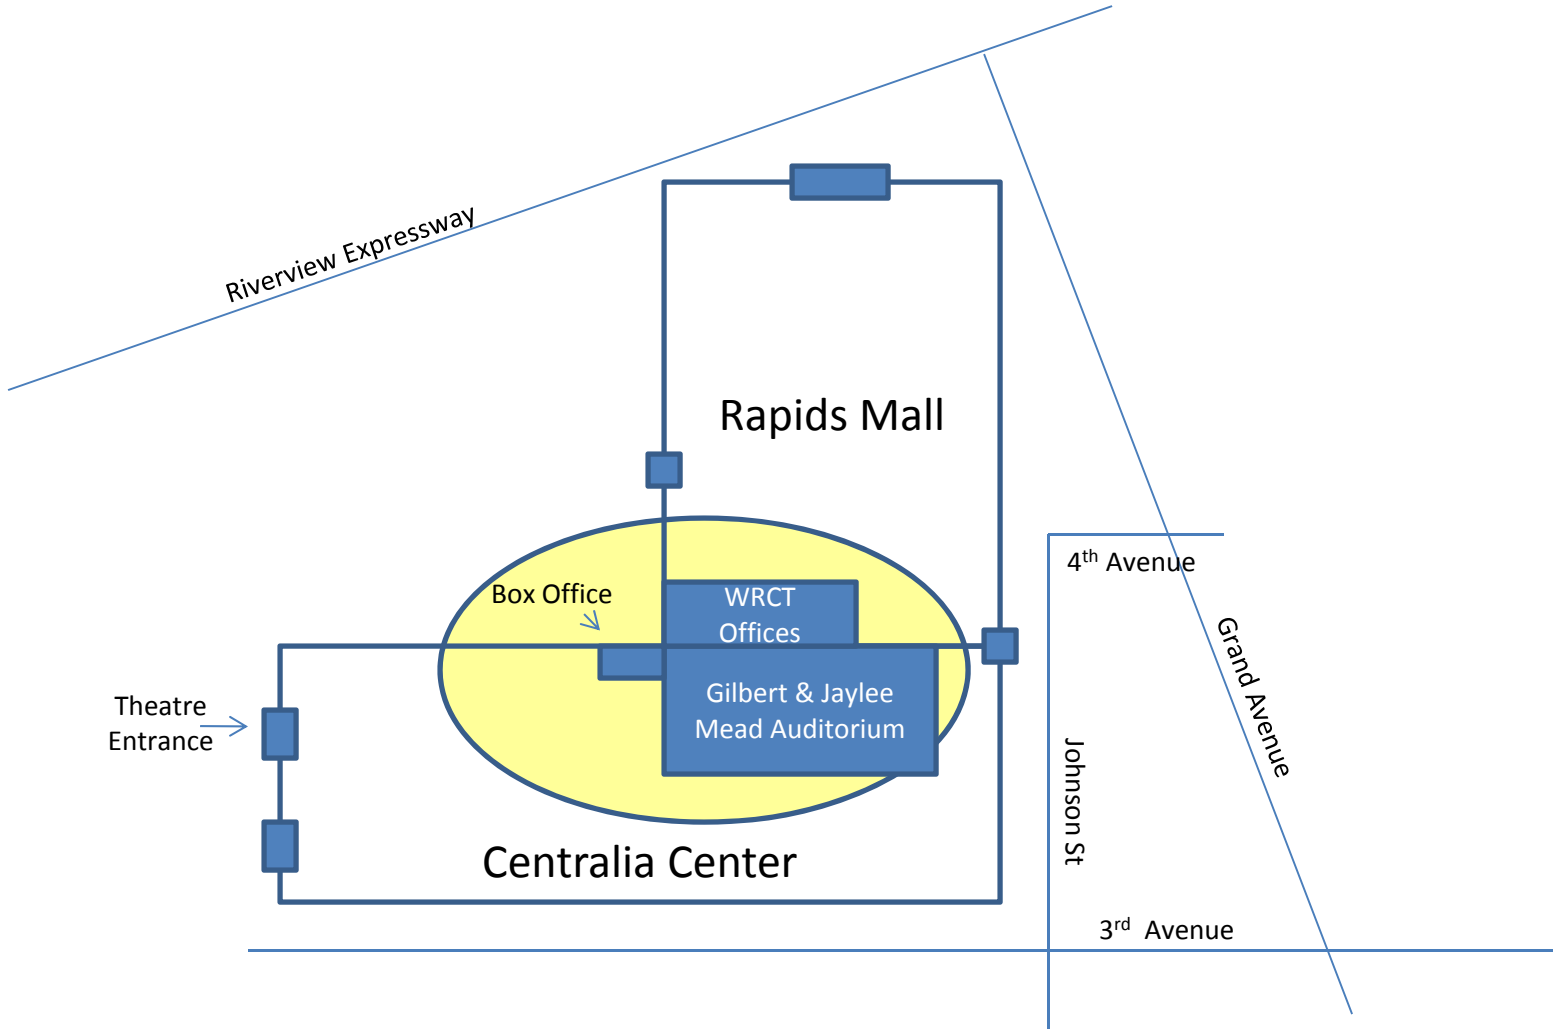 Riverview Expressway
Rapids Mall
4th Avenue
Box Office
WRCT
Offices
Grand Avenue
Theatre
Entrance
Gilbert & Jaylee
Mead Auditorium
Johnson St
Centralia Center
3rd Avenue